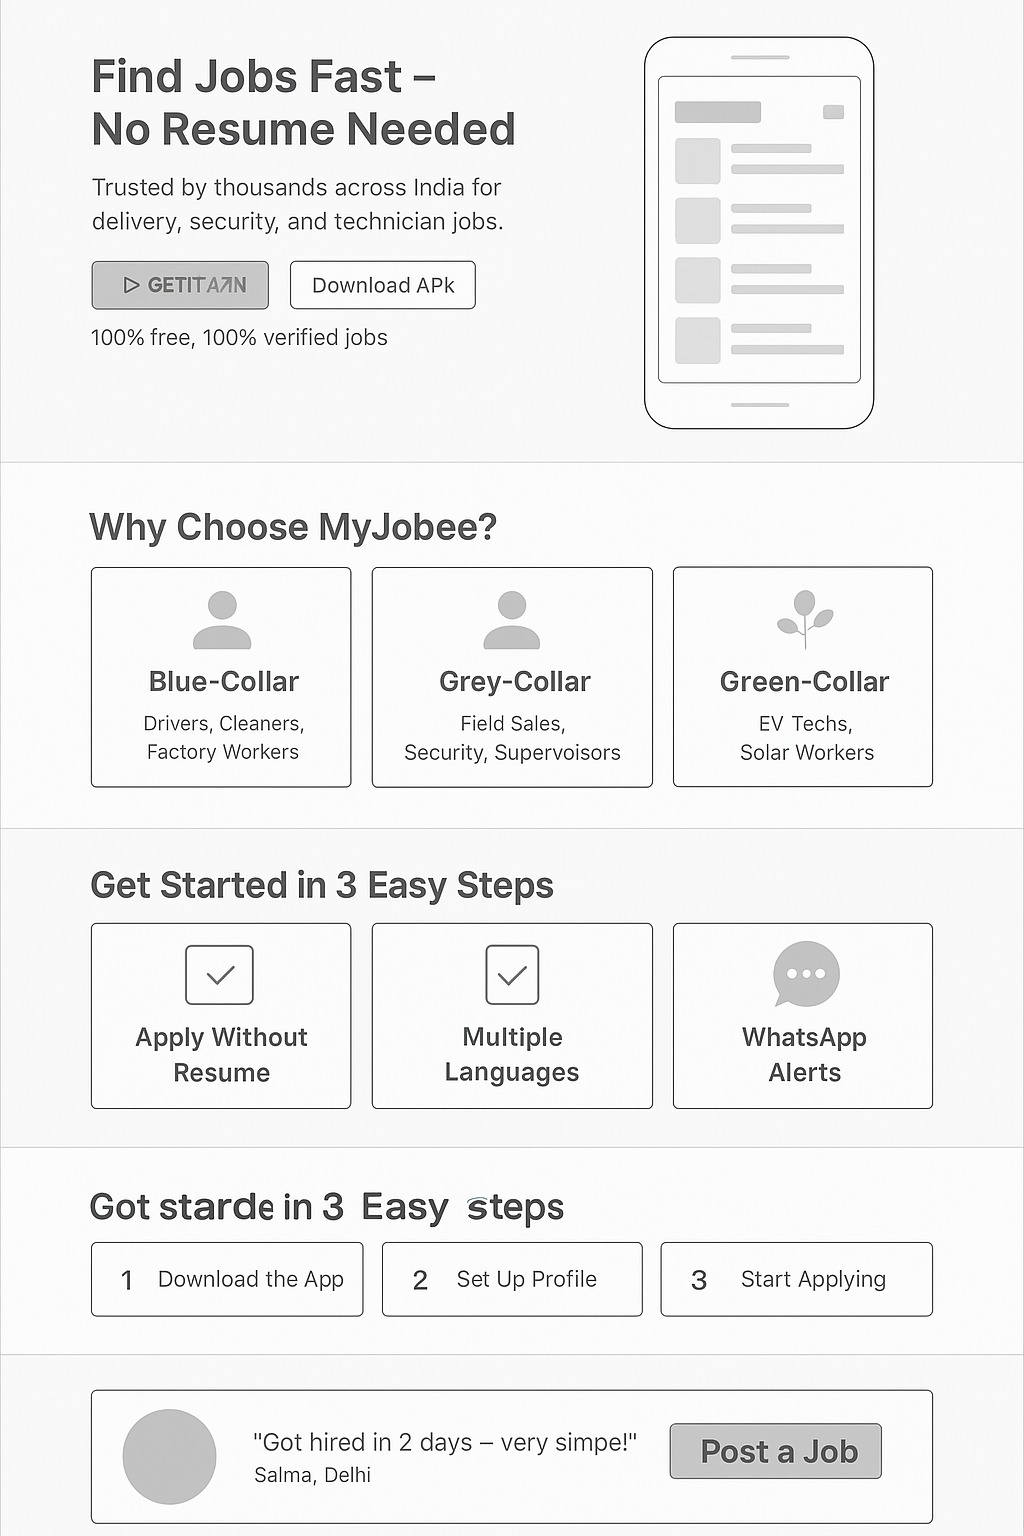 Find Jobs Fast –
No Resume Needed
Trusted by thousands across India for
delivery, security, and technician jobs.
Download APk
100% free, 100% verified jobs
Why Choose MyJobee?
Blue-Collar
Drivers, Cleaners,
Factory Workers
Grey-Collar
Field Sales,
Security, Supervoisors
Green-Collar
EV Techs,
Solar Workers
Get Started in 3 Easy Steps
Apply Without
Resume
Multiple
Languages
WhatsApp
Alerts
Got starde in 3 Easy steps
1 Download the App
2 Set Up Profile
3 Start Applying
"Got hired in 2 days – very simpe!"
Salma, Delhi
Post a Job